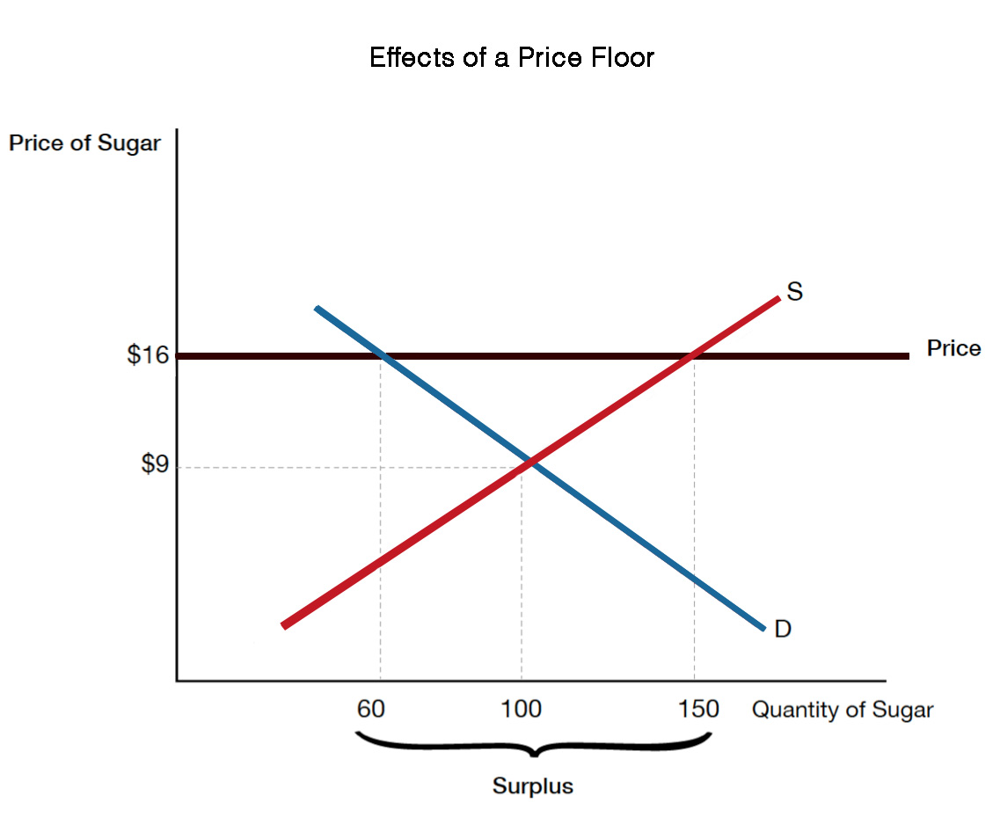 Effects of a Price Floor
Price of Sugar
S
Price
$16
$9
D
60
100
150
Quantity of Sugar
Surplus